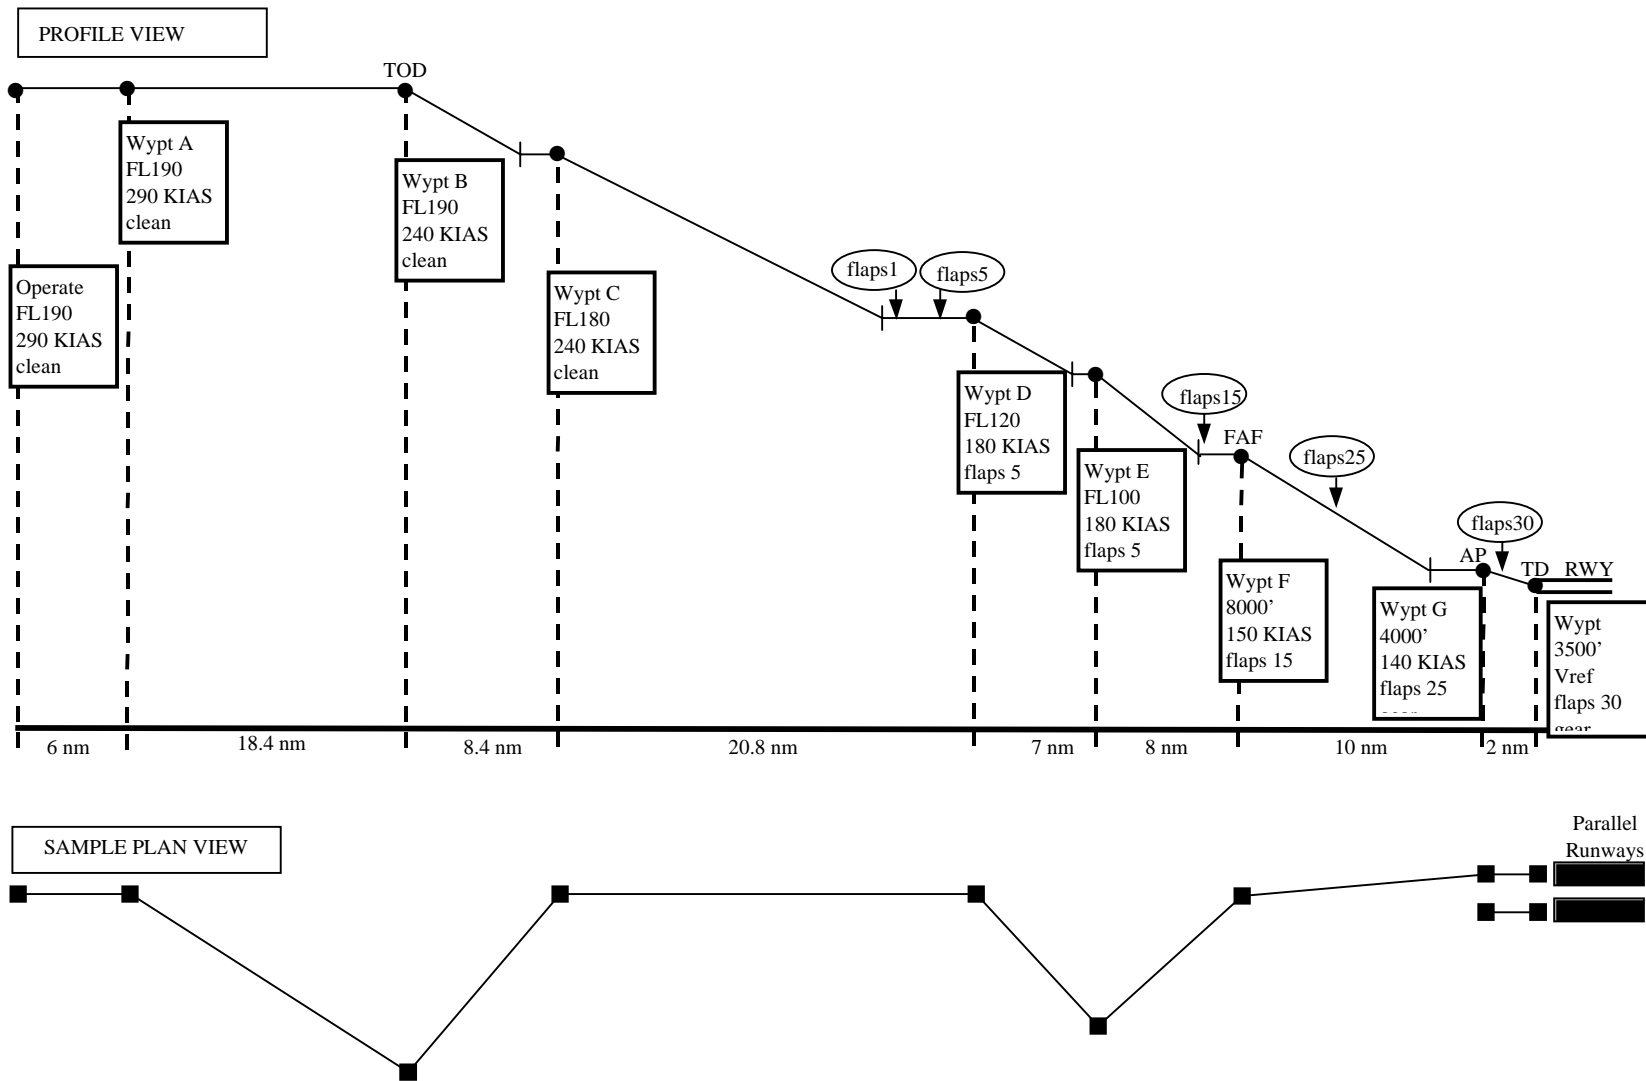 PROFILE VIEW
TOD
Wypt A
FL190
290 KIAS
clean
Wypt B
FL190
240 KIAS
clean
Operate
FL190
290 KIAS
clean
Wypt C
FL180
240 KIAS
clean
flaps1
flaps5
Wypt D
FL120
180 KIAS
flaps 5
flaps15
FAF
flaps25
Wypt E
FL100
180 KIAS
flaps 5
flaps30
AP
TD
RWY
Wypt F
8000’
150 KIAS
flaps 15
Wypt G
4000’
140 KIAS
flaps 25
Wypt
3500’
Vref
flaps 30
gear
6 nm
18.4 nm
8.4 nm
20.8 nm
7 nm
8 nm
10 nm
2 nm
SAMPLE PLAN VIEW
Parallel
Runways